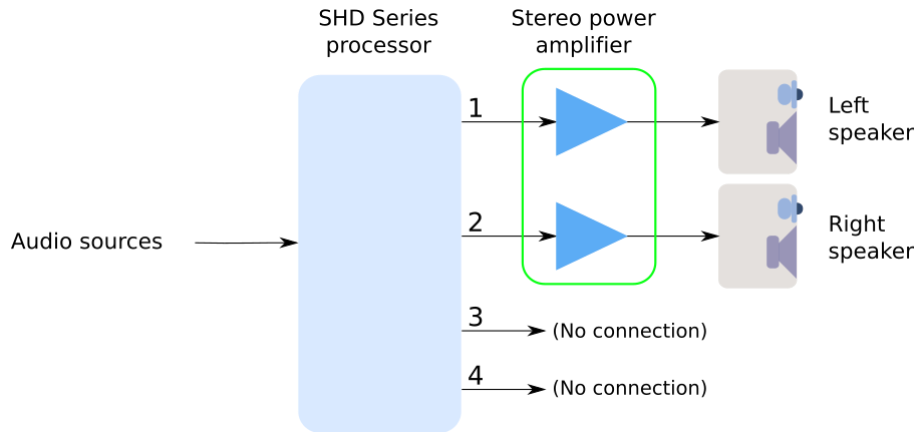 SHD Series
processor
Stereo power
amplifier
1
Left
speaker
2
Right
speaker
Audio sources
3
(No connection)
4
(No connection)